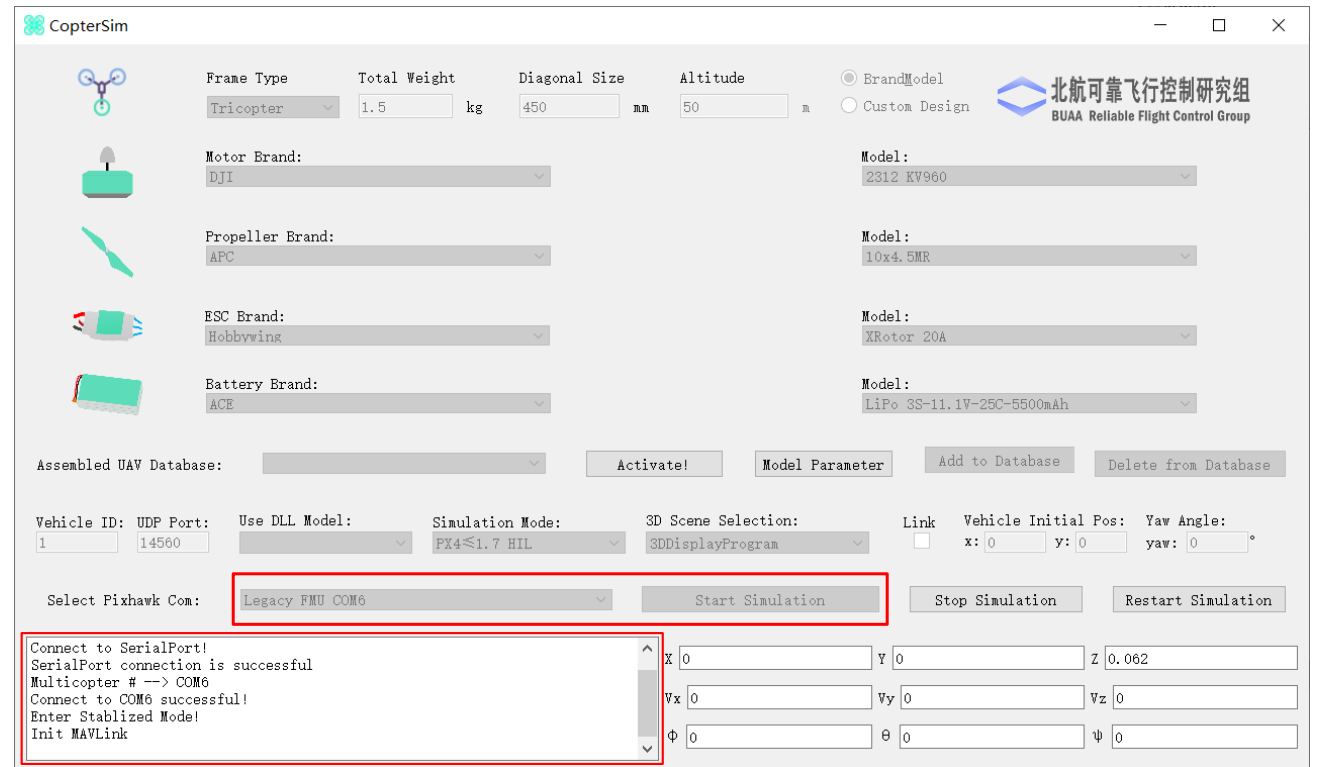 CopterSim
Frame Type Total Weight Diagonal Size Altitude BrandModel
Tricopter 1.5 kg 450 mm 50 m Custom Design
北航可靠飞行控制研究组
BUAA Reliable Flight Control Group
Motor Brand: Model:
DJI 2312 KV960
Propeller Brand: Model:
APC 10x4.5MR
ESC Brand: Model:
Hobbywing XRotor 20A
Battery Brand: Model:
ACE LiPo 3S-11.1V-25C-5500mAh
Assembled UAV Database: Activate! Model Parameter Add to Database Delete from Database
Vehicle ID: UDP Port: Use DLL Model: Simulation Mode: 3D Scene Selection: Link Vehicle Initial Pos: Yaw Angle:
1 14560 PX4≤1.7 HIL 3DDisplayProgram x: 0 y: 0 yaw: 0 °
Select Pixhawk Com: Legacy FMU COM6 Start Simulation Stop Simulation Restart Simulation
Connect to SerialPort!
SerialPort connection is successful
Multicopter # --> COM6
Connect to COM6 successful!
Enter Stablized Mode!
Init MAVLink
X 0 Y 0 Z 0.062
Vx 0 Vy 0 Vz 0
Φ 0 θ 0 ψ 0